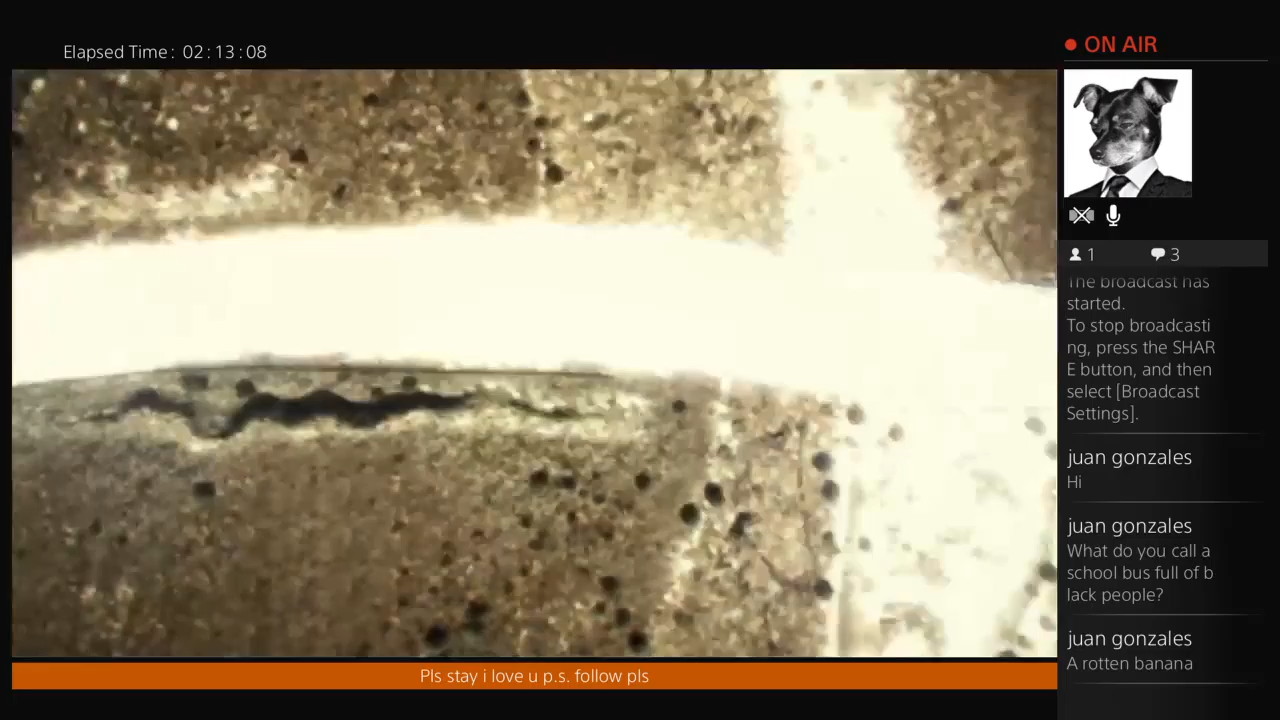 Elapsed Time: 02:13:08
ON AIR
1
3
The broadcast has
started.
To stop broadcasti
ng, press the SHAR
E button, and then
select [Broadcast
Settings].
juan gonzales
Hi
juan gonzales
What do you call a
school bus full of b
lack people?
juan gonzales
A rotten banana
Pls stay i love u p.s. follow pls